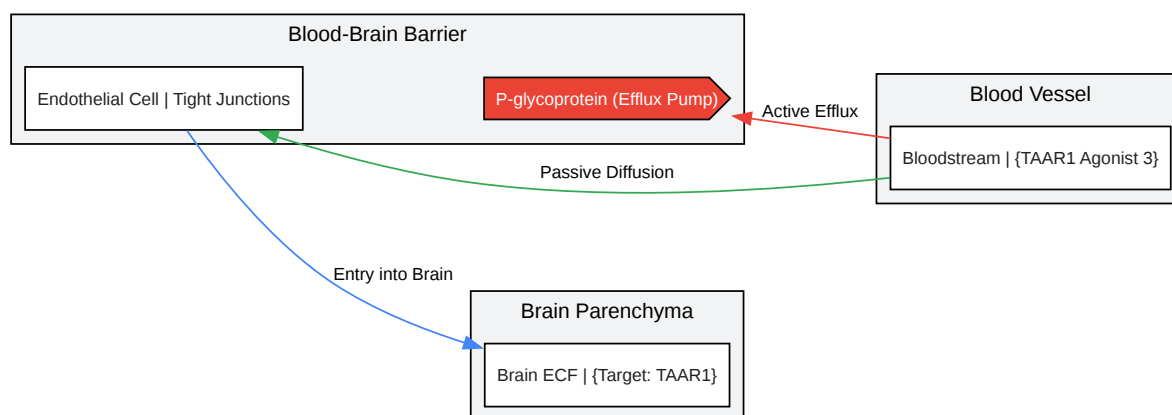 Blood-Brain Barrier
Endothelial Cell | Tight Junctions
P-glycoprotein (Efflux Pump)
Blood Vessel
Active Efflux
Bloodstream | {TAAR1 Agonist 3}
Passive Diffusion
Entry into Brain
Brain Parenchyma
Brain ECF | {Target: TAAR1}